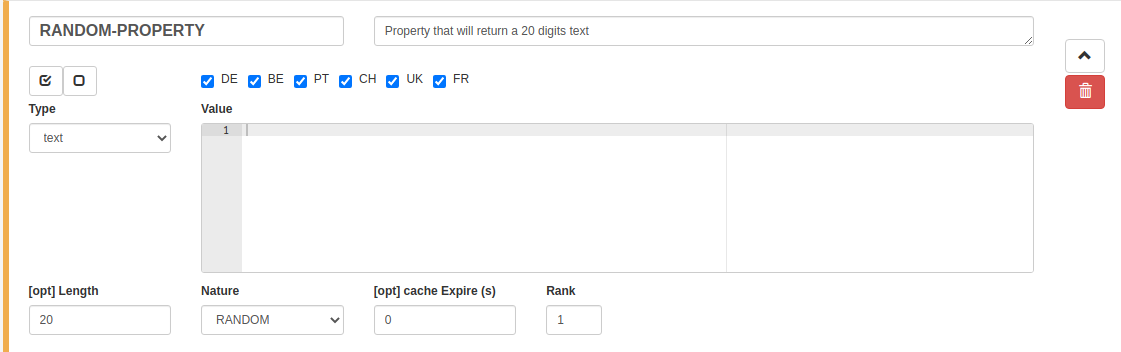 RANDOM-PROPERTY
Property that will return a 20 digits text
DE BE PT CH UK FR
Type
Value
text
1
[opt] Length
Nature
[opt] cache Expire (s)
Rank
20
RANDOM
0
1